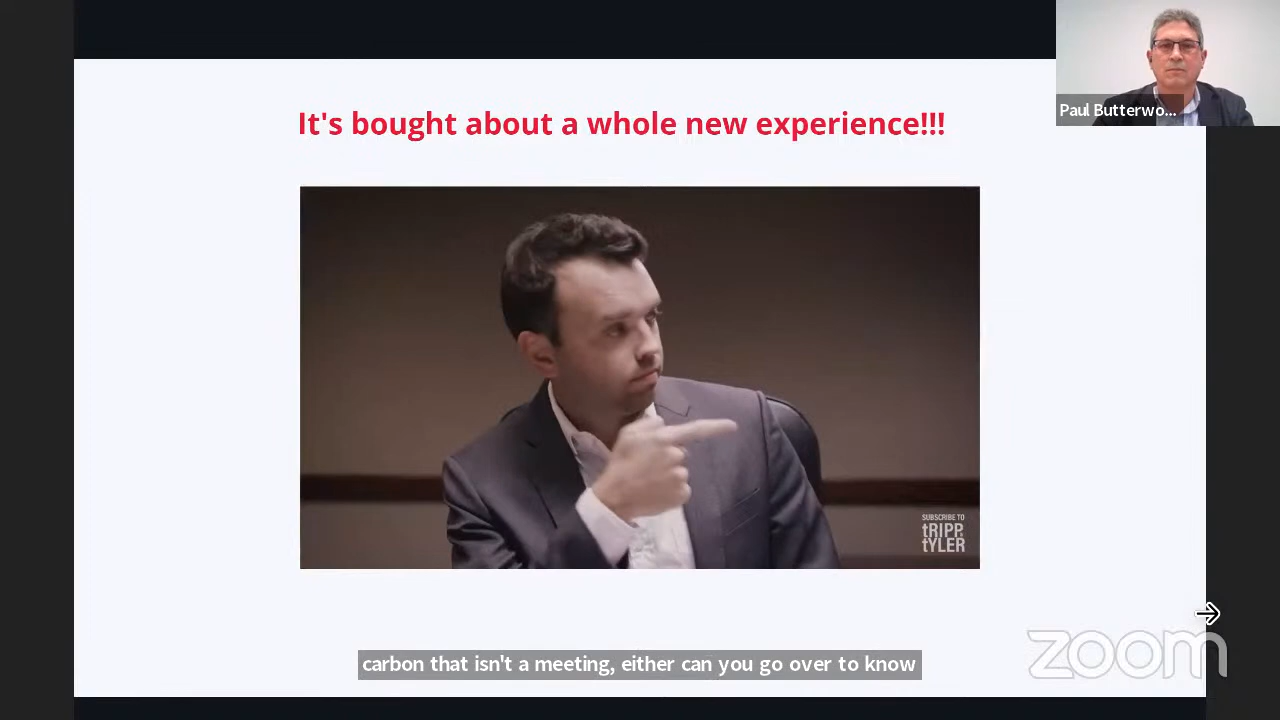 It's bought about a whole new experience!!!
Paul Butterwo...
SUBSCRIBE TO
tRIPP&
tYLER
carbon that isn't a meeting, either can you go over to know
zoom